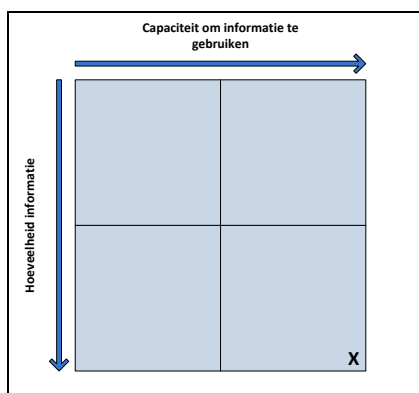 Capaciteit om informatie te
gebruiken
Hoeveelheid informatie
X